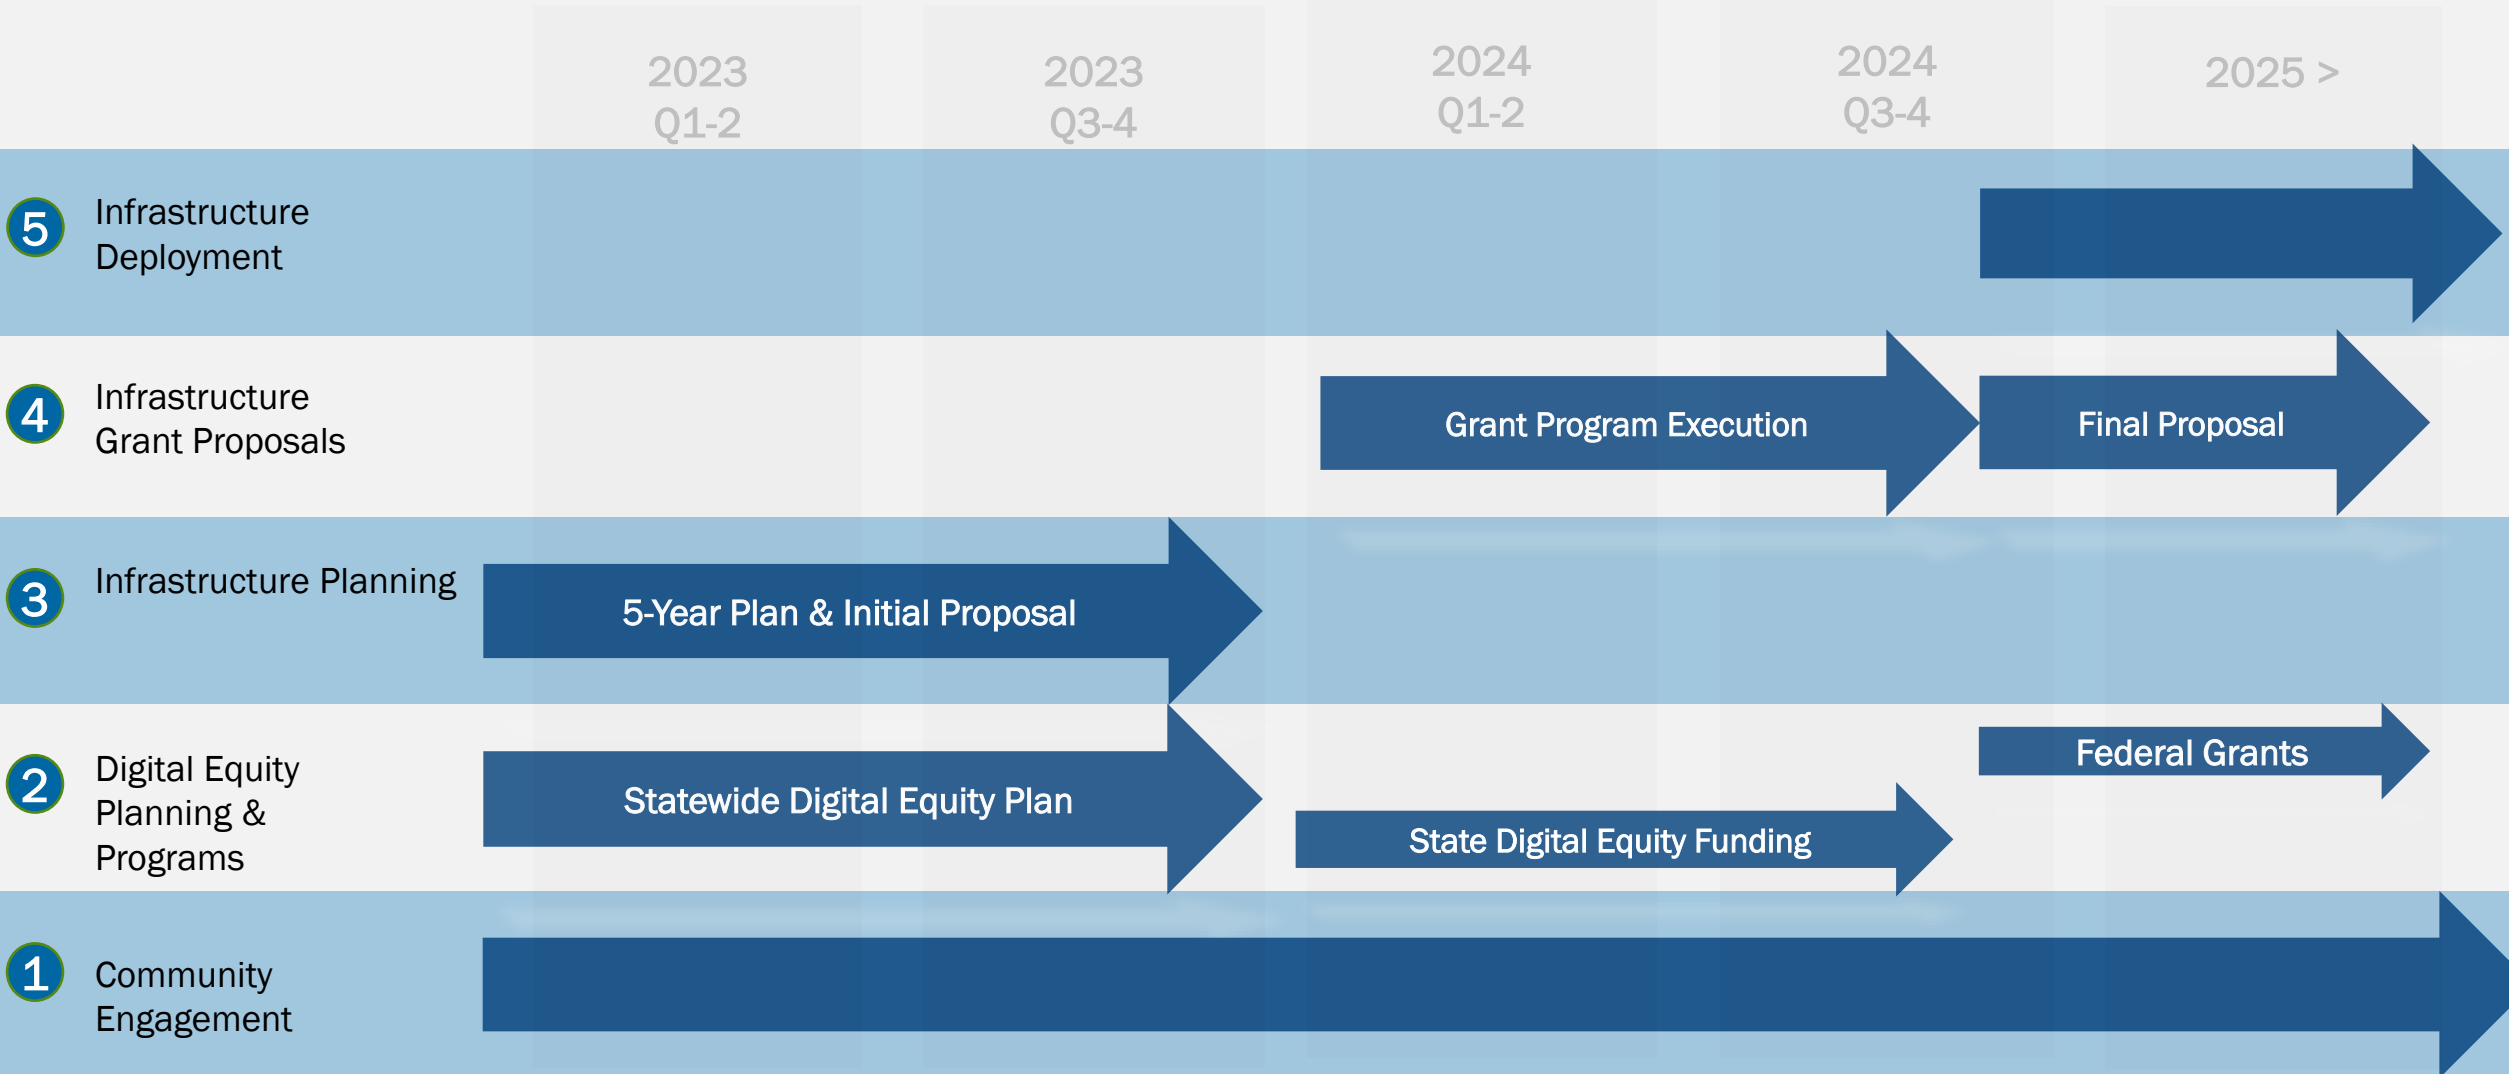 2023
Q1-2
2023
Q3-4
2024
Q1-2
2024
Q3-4
2025 >
5
Infrastructure
Deployment
4
Infrastructure
Grant Proposals
Grant Program Execution
Final Proposal
3
Infrastructure Planning
5-Year Plan & Initial Proposal
2
Digital Equity
Planning &
Programs
Statewide Digital Equity Plan
State Digital Equity Funding
Federal Grants
1
Community
Engagement